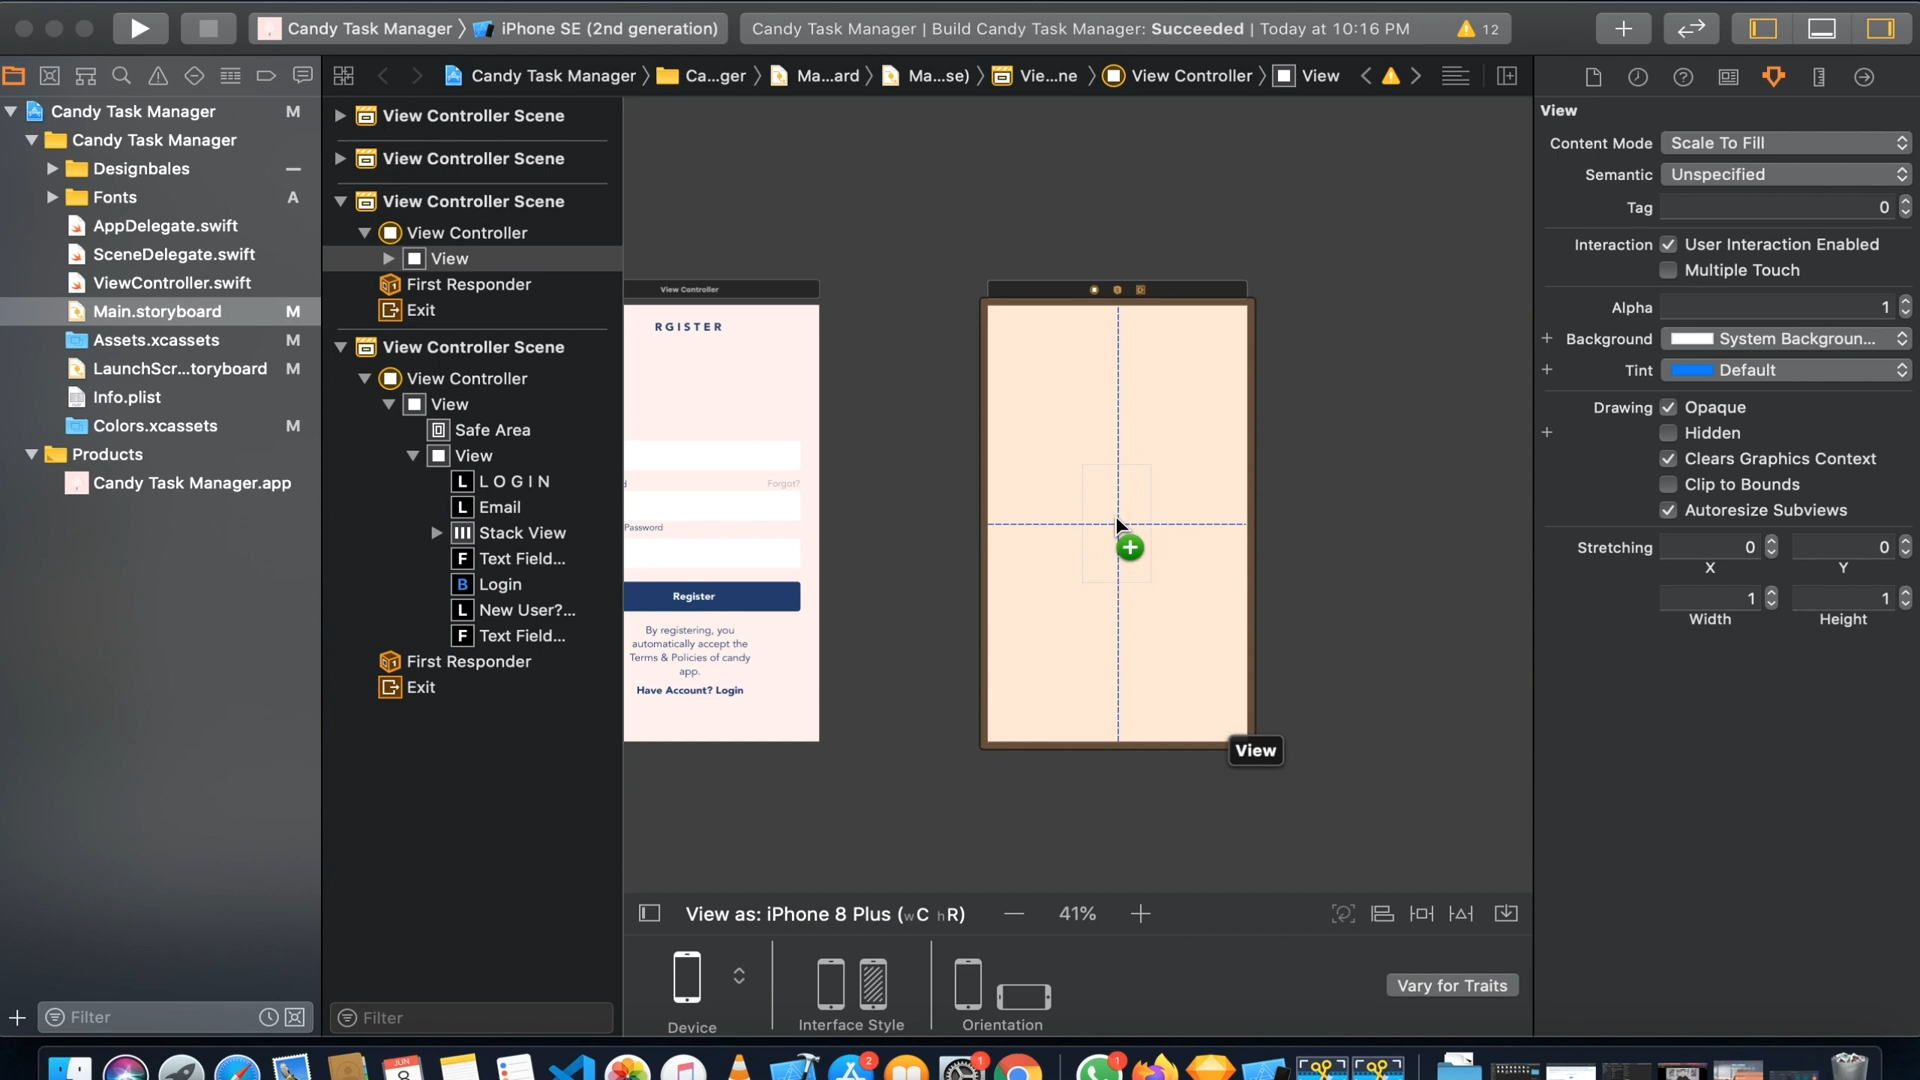 Candy Task Manager 〉 iPhone SE (2nd generation)
Candy Task Manager | Build Candy Task Manager: Succeeded | Today at 10:16 PM
12
Candy Task Manager 〉 Ca...ger 〉 Ma...ard 〉 Ma...se) 〉 Vie...ne 〉 View Controller 〉 View
Candy Task Manager M
Candy Task Manager
Designbales
Fonts A
AppDelegate.swift
SceneDelegate.swift
ViewController.swift
Main.storyboard M
Assets.xcassets M
LaunchScr...toryboard M
Info.plist
Colors.xcassets M
Products
Candy Task Manager.app
Filter
View Controller Scene
View Controller Scene
View Controller Scene
View Controller
View
First Responder
Exit
View Controller Scene
View Controller
View
Safe Area
View
L L O G I N
L Email
Stack View
F Text Field...
B Login
L New User?...
F Text Field...
First Responder
Exit
Filter
View Controller
RGISTER
d Forgot?
Password
Register
By registering, you
automatically accept the
Terms & Policies of candy
app.
Have Account? Login
View
View as: iPhone 8 Plus (wC hR)
41%
Device
Interface Style
Orientation
Vary for Traits
View
Content Mode Scale To Fill
Semantic Unspecified
Tag 0
Interaction User Interaction Enabled
Multiple Touch
Alpha 1
Background System Backgroun...
Tint Default
Drawing Opaque
Hidden
Clears Graphics Context
Clip to Bounds
Autoresize Subviews
Stretching 0 0
X Y
1 1
Width Height
JUN
8
2
1
1